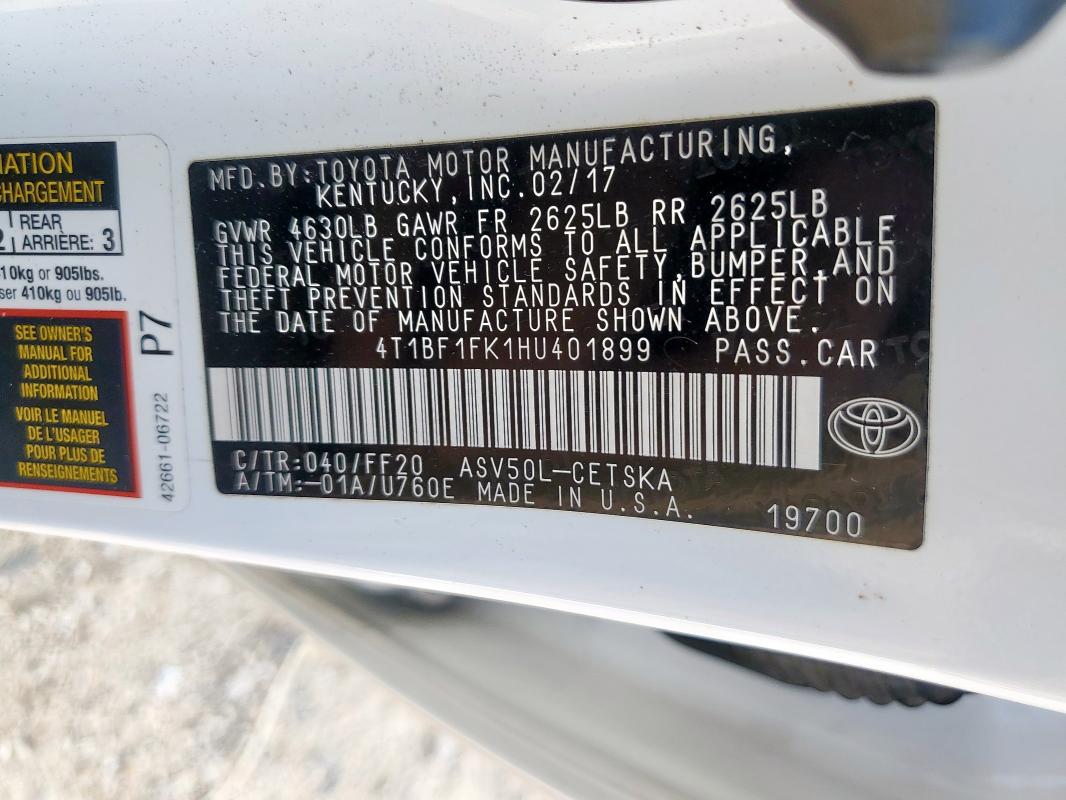 MATION
CHARGEMENT
REAR
2 ARRIÈRE: 3
10kg or 905lbs.
ser 410kg ou 905lb.
SEE OWNER'S
MANUAL FOR
ADDITIONAL
INFORMATION
VOIR LE MANUEL
DE L'USAGER
POUR PLUS DE
RENSEIGNEMENTS
P7
42661-06722
MFD.BY:TOYOTA MOTOR MANUFACTURING,
KENTUCKY,INC.02/17
GVWR 4630LB GAWR FR 2625LB RR 2625LB
THIS VEHICLE CONFORMS TO ALL APPLICABLE
FEDERAL MOTOR VEHICLE SAFETY,BUMPER,AND
THEFT PREVENTION STANDARDS IN EFFECT ON
THE DATE OF MANUFACTURE SHOWN ABOVE.
4T1BF1FK1HU401899 PASS.CAR
C/TR:040/FF20 ASV50L-CETSKA
A/TM:-01A/U760E MADE IN U.S.A.
19700